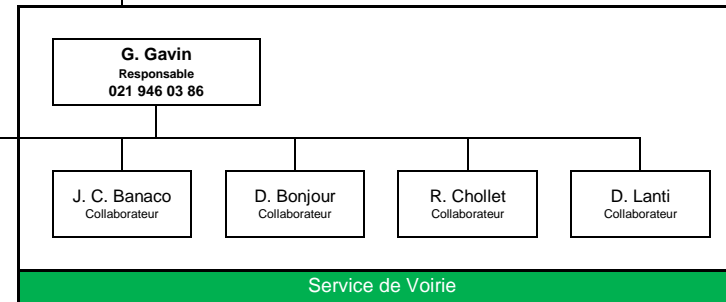 G. Gavin
Responsable
021 946 03 86
J. C. Banaco
Collaborateur
D. Bonjour
Collaborateur
R. Chollet
Collaborateur
D. Lanti
Collaborateur
Service de Voirie